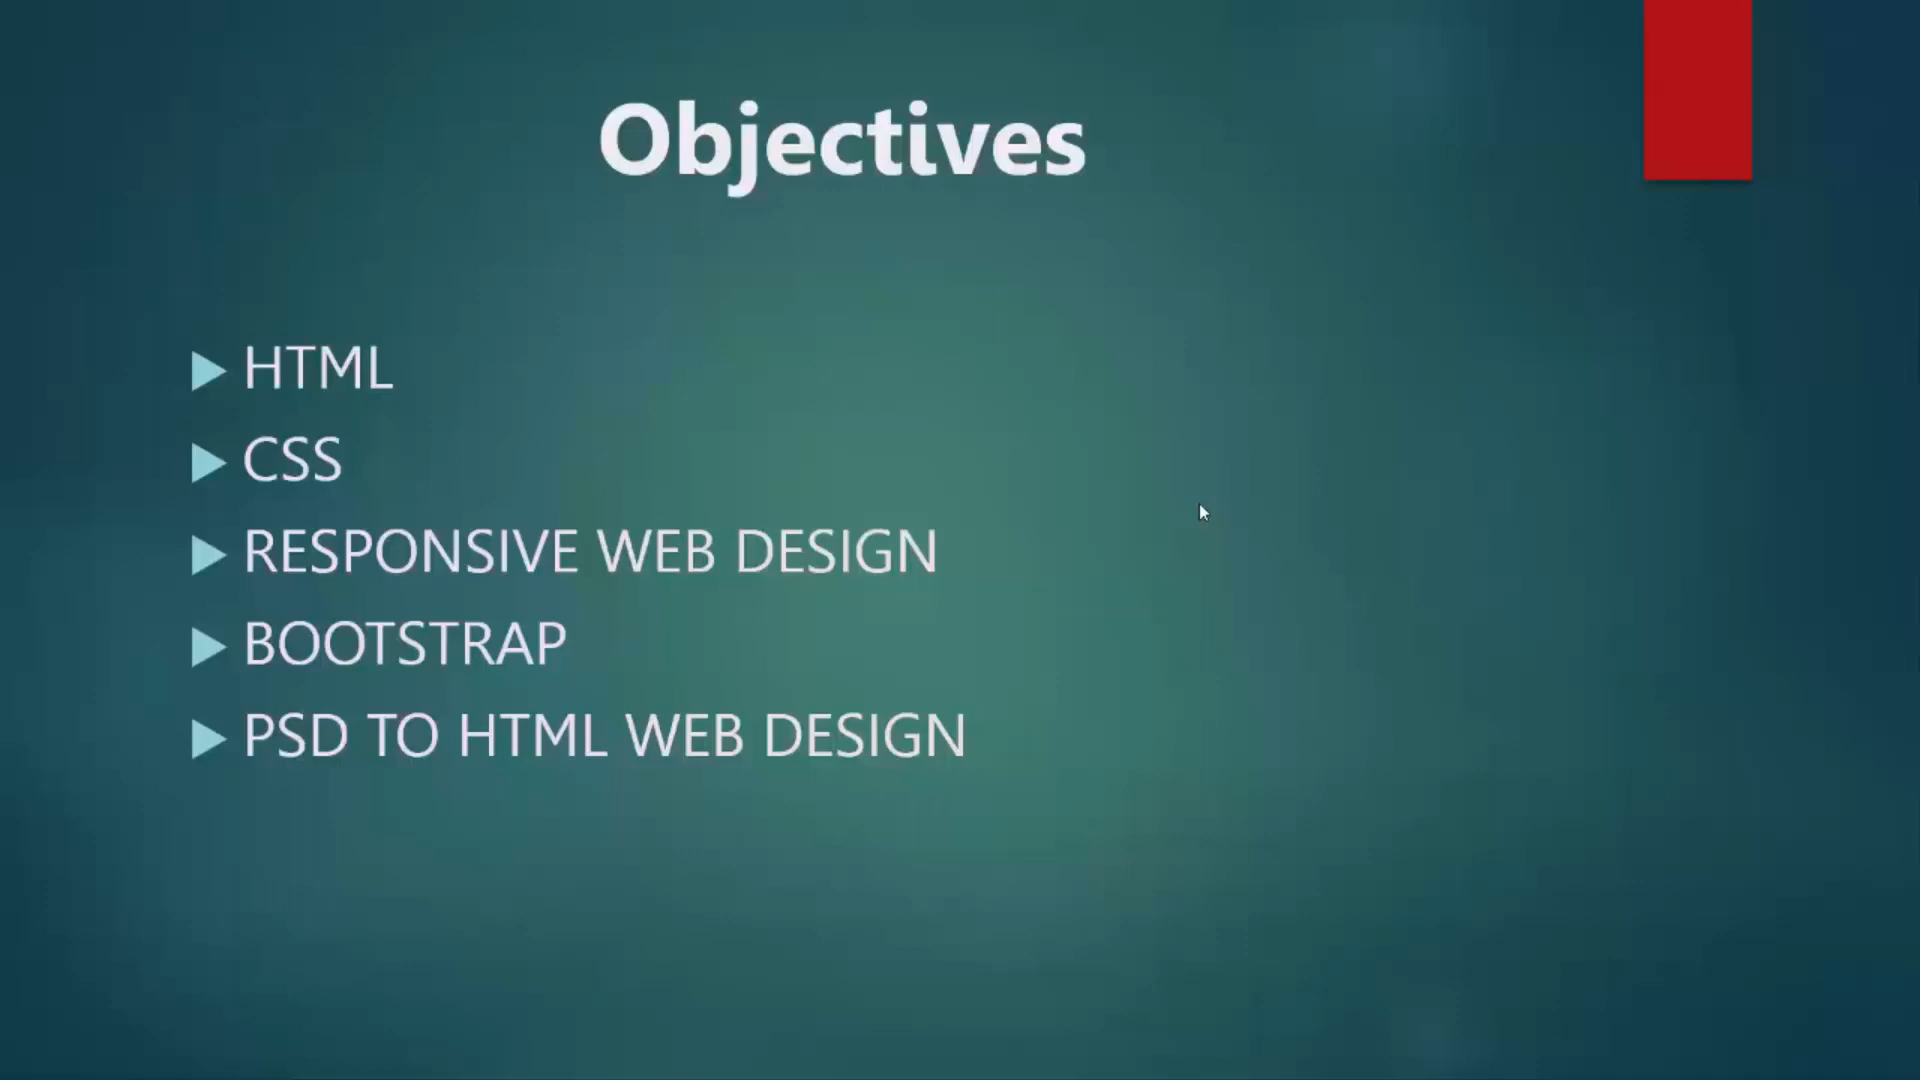 Objectives
HTML
CSS
RESPONSIVE WEB DESIGN
BOOTSTRAP
PSD TO HTML WEB DESIGN